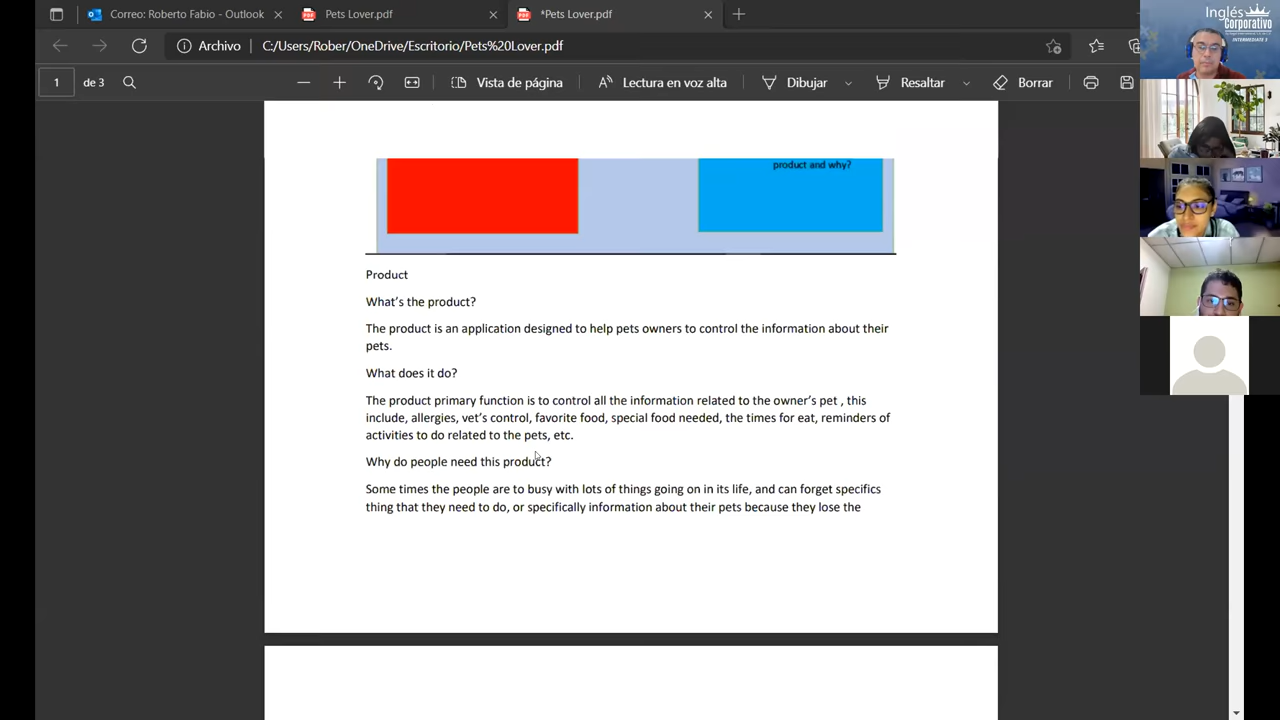 Correo: Roberto Fabio - Outlook
Pets Lover.pdf
*Pets Lover.pdf
Archivo
C:/Users/Rober/OneDrive/Escritorio/Pets%20Lover.pdf
1 de 3
Vista de página
Lectura en voz alta
Dibujar
Resaltar
Borrar
Inglés
Corporativo
INTERMEDIATE 5
product and why?
Product
What's the product?
The product is an application designed to help pets owners to control the information about their
pets.
What does it do?
The product primary function is to control all the information related to the owner's pet , this
include, allergies, vet's control, favorite food, special food needed, the times for eat, reminders of
activities to do related to the pets, etc.
Why do people need this product?
Some times the people are to busy with lots of things going on in its life, and can forget specifics
thing that they need to do, or specifically information about their pets because they lose the